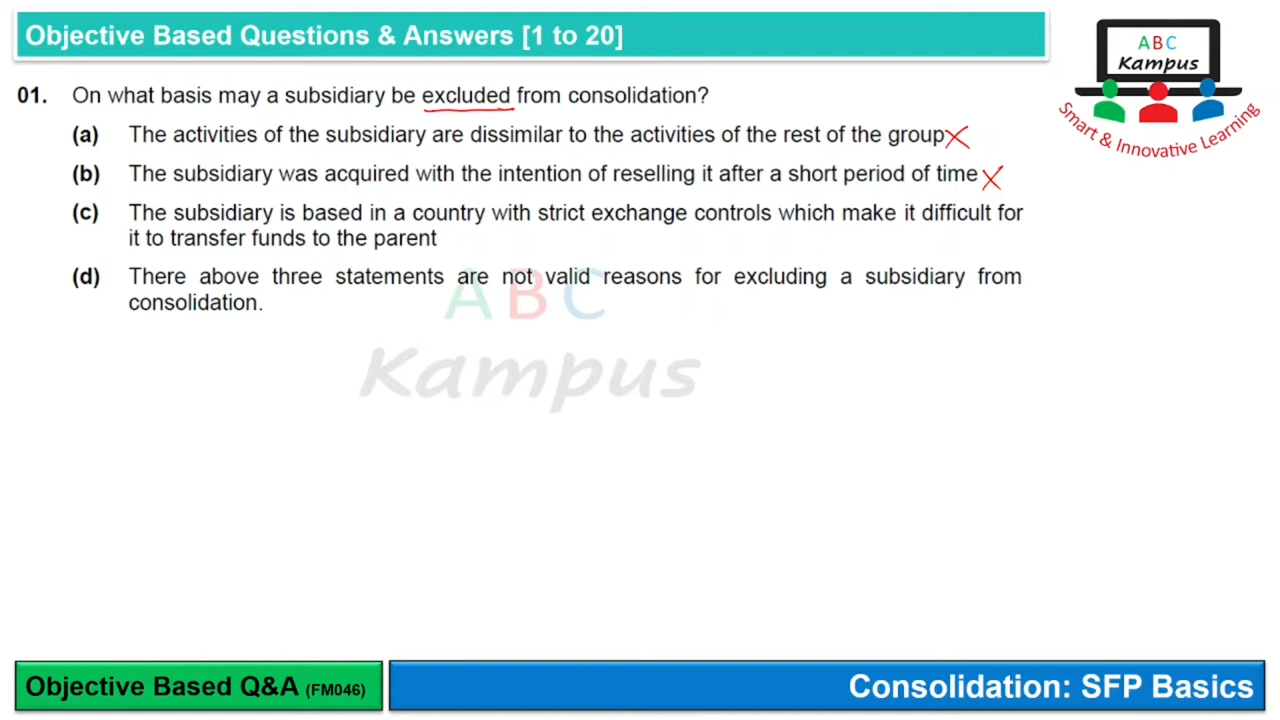 Objective Based Questions & Answers [1 to 20]
A B C
Kampus
Smart & Innovative Learning
01. On what basis may a subsidiary be excluded from consolidation?
(a) The activities of the subsidiary are dissimilar to the activities of the rest of the group
(b) The subsidiary was acquired with the intention of reselling it after a short period of time
(c) The subsidiary is based in a country with strict exchange controls which make it difficult for
it to transfer funds to the parent
(d) There above three statements are not valid reasons for excluding a subsidiary from
consolidation.
A B C
Kampus
Objective Based Q&A (FM046)
Consolidation: SFP Basics